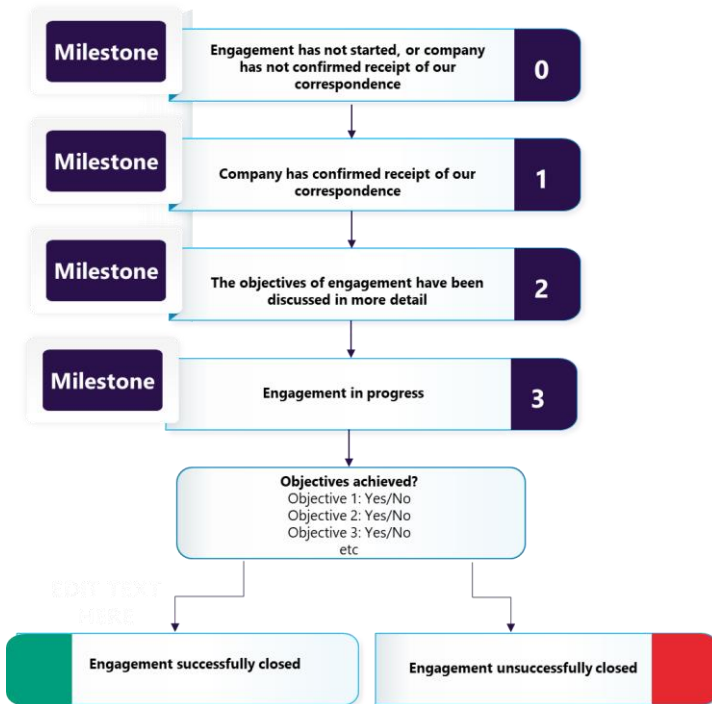 Milestone
Engagement has not started, or company
has not confirmed receipt of our
correspondence
0
Milestone
Company has confirmed receipt of our
correspondence
1
Milestone
The objectives of engagement have been
discussed in more detail
2
Milestone
Engagement in progress
3
Objectives achieved?
Objective 1: Yes/No
Objective 2: Yes/No
Objective 3: Yes/No
etc
EDIT TEXT
HERE
Engagement successfully closed
Engagement unsuccessfully closed